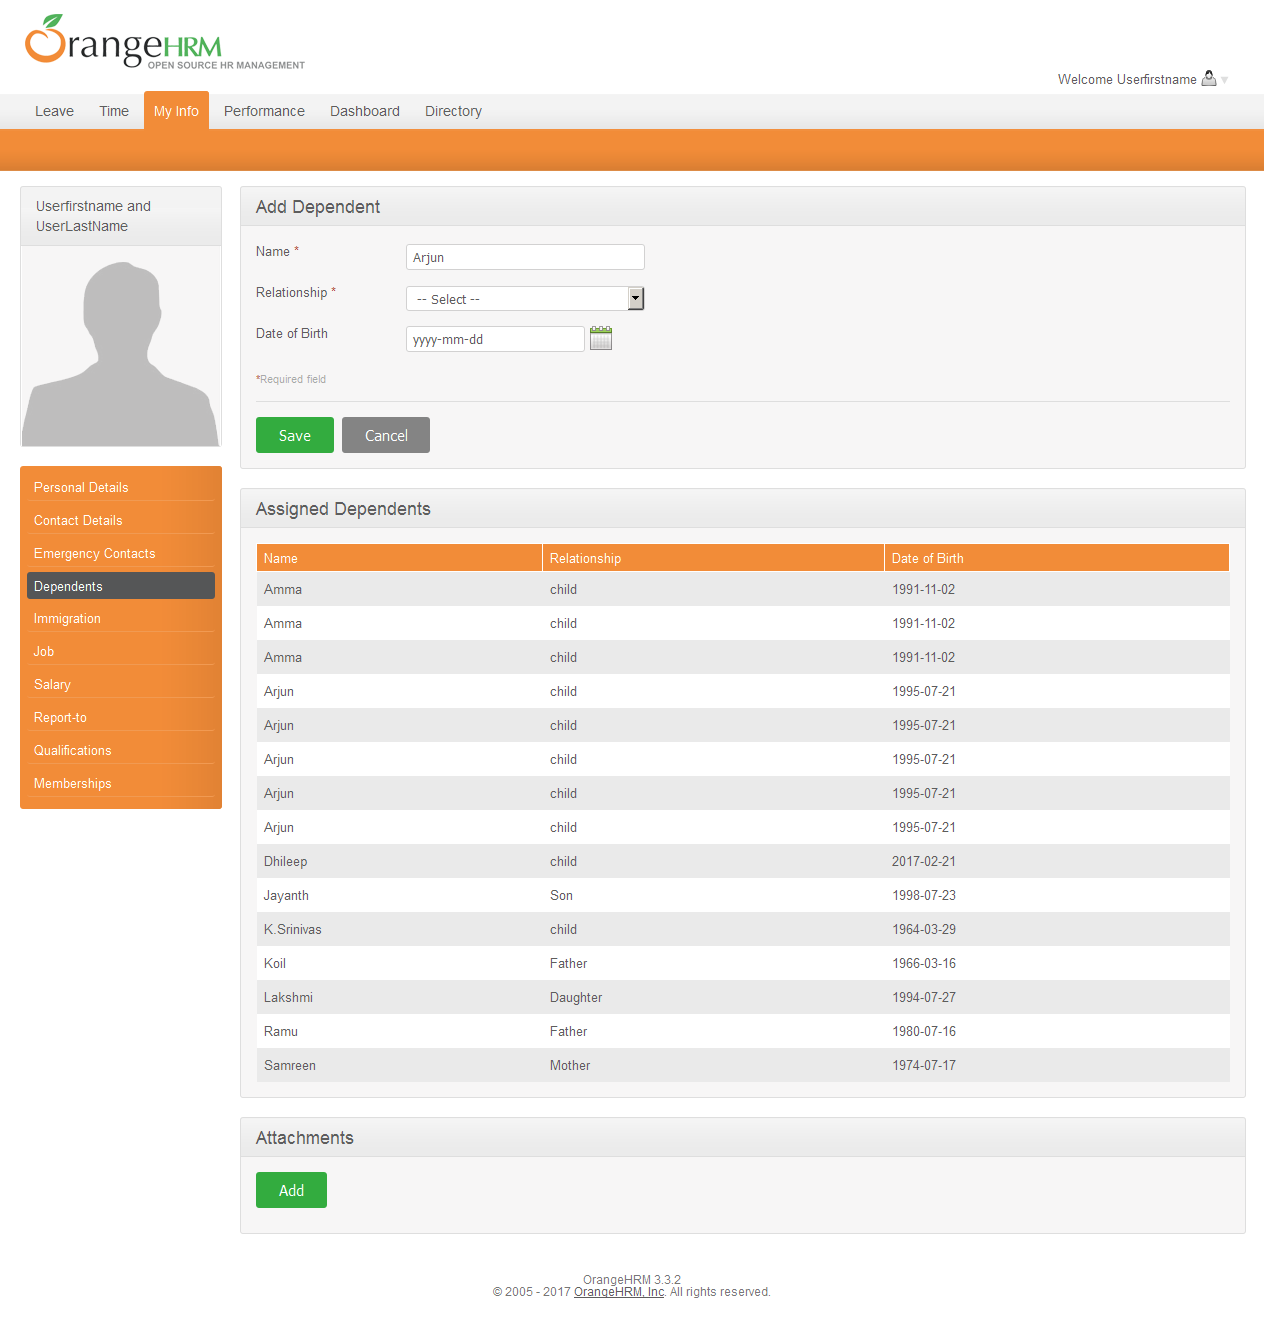 OrangeHRM
OPEN SOURCE HR MANAGEMENT
Welcome Userfirstname
Leave Time My Info Performance Dashboard Directory
Userfirstname and
UserLastName
Personal Details
Contact Details
Emergency Contacts
Dependents
Immigration
Job
Salary
Report-to
Qualifications
Memberships
Add Dependent
Name * Arjun
Relationship * -- Select --
Date of Birth yyyy-mm-dd
*Required field
Save Cancel
Assigned Dependents
Name Relationship Date of Birth
Amma child 1991-11-02
Amma child 1991-11-02
Amma child 1991-11-02
Arjun child 1995-07-21
Arjun child 1995-07-21
Arjun child 1995-07-21
Arjun child 1995-07-21
Arjun child 1995-07-21
Dhileep child 2017-02-21
Jayanth Son 1998-07-23
K.Srinivas child 1964-03-29
Koil Father 1966-03-16
Lakshmi Daughter 1994-07-27
Ramu Father 1980-07-16
Samreen Mother 1974-07-17
Attachments
Add
OrangeHRM 3.3.2
© 2005 - 2017 OrangeHRM, Inc. All rights reserved.